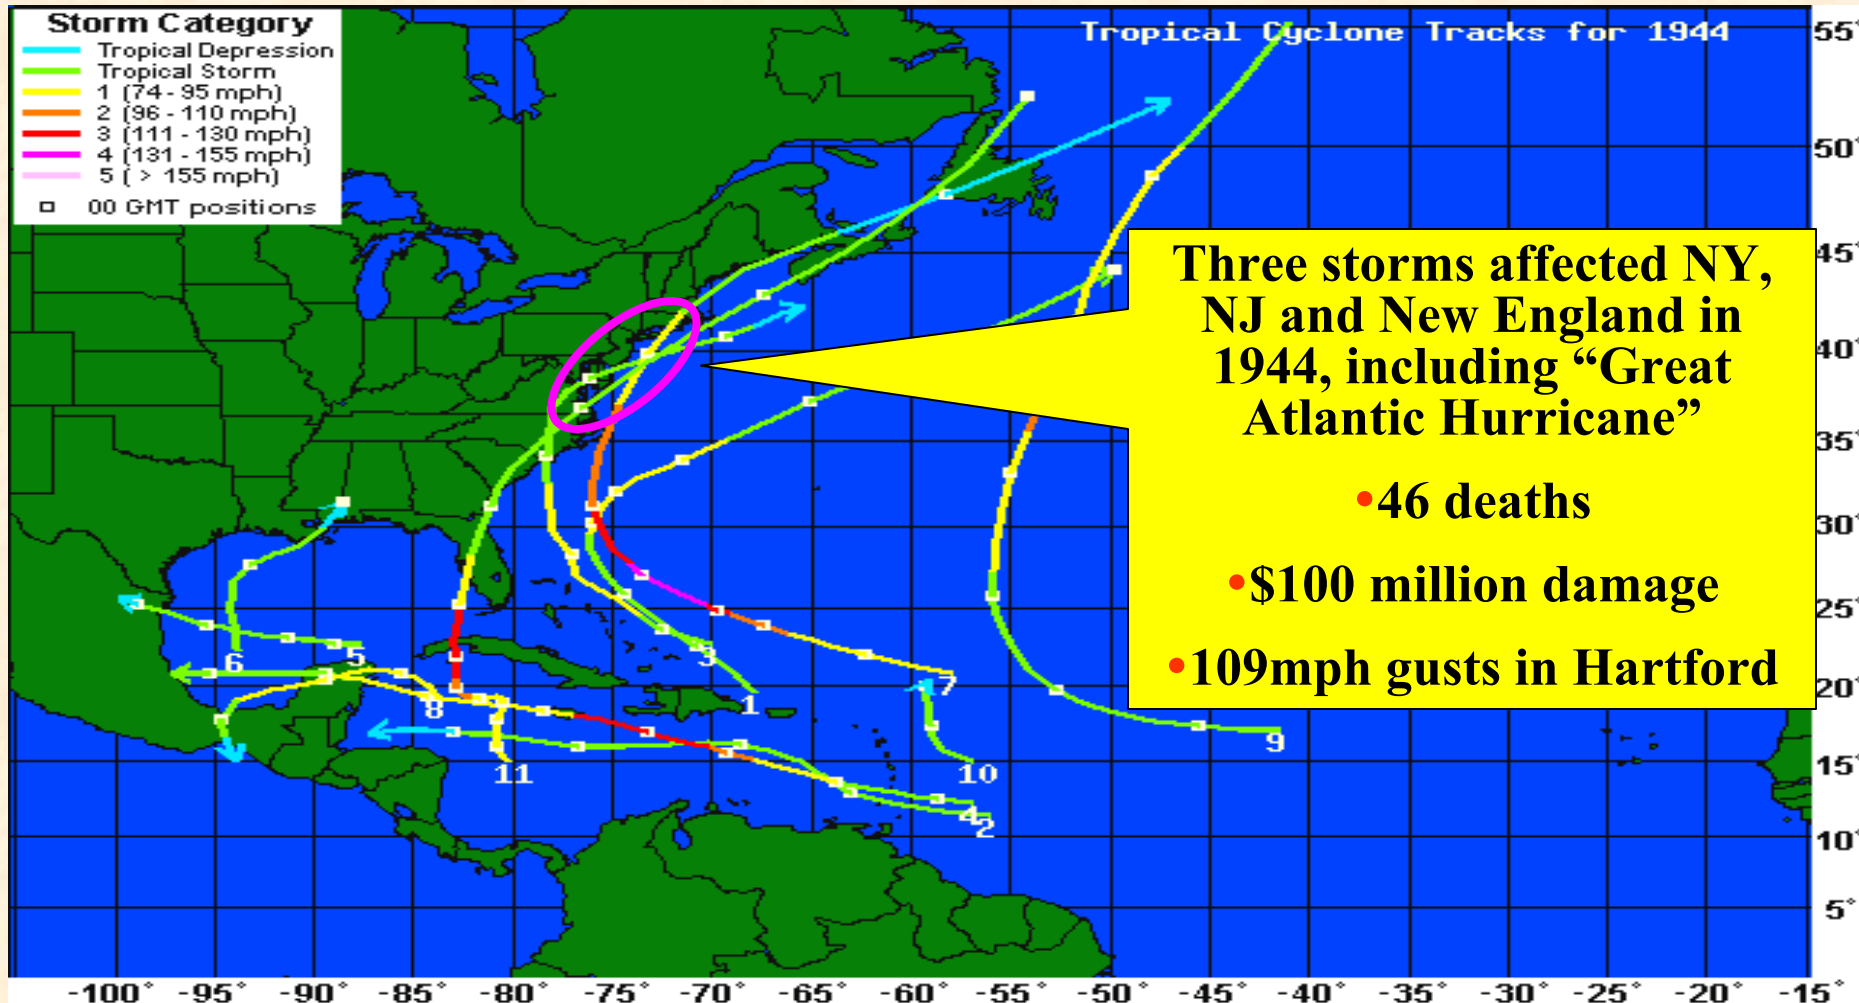 Storm Category
Tropical Depression
Tropical Storm
1 (74 - 95 mph)
2 (96 - 110 mph)
3 (111 - 130 mph)
4 (131 - 155 mph)
5 ( > 155 mph)
00 GMT positions
Tropical Cyclone Tracks for 1944
55°
50°
45°
40°
35°
30°
25°
20°
15°
10°
5°
Three storms affected NY,
NJ and New England in
1944, including “Great
Atlantic Hurricane”
•46 deaths
•$100 million damage
•109mph gusts in Hartford
6
5
3
7
8
1
9
11
10
4
2
-100° -95° -90° -85° -80° -75° -70° -65° -60° -55° -50° -45° -40° -35° -30° -25° -20° -15°